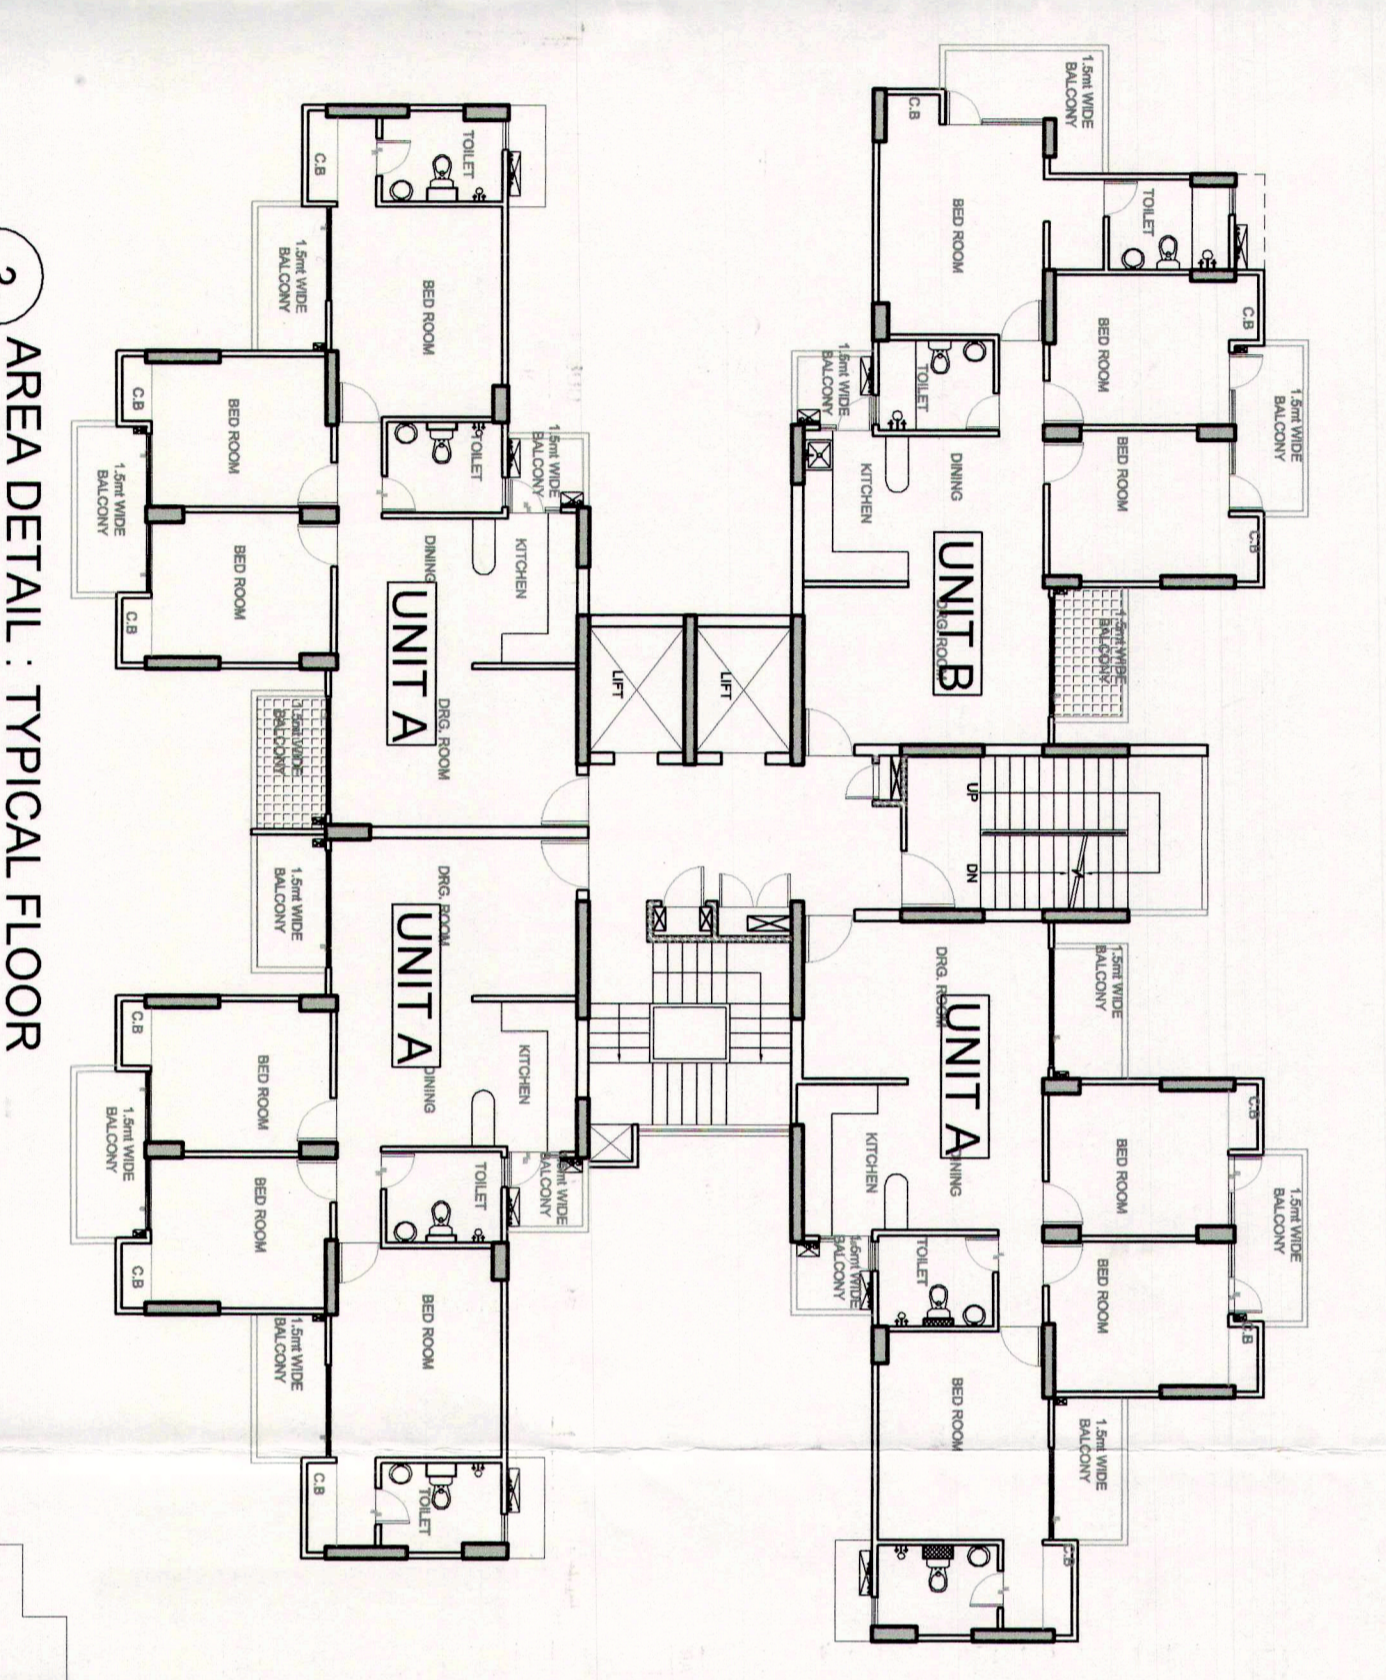 2
AREA DETAIL : TYPICAL FLOOR
1.5mt WIDE
BALCONY
C.B
BED ROOM
TOILET
C.B
BED ROOM
1.5mt WIDE
BALCONY
TOILET
1.5mt WIDE
BALCONY
KITCHEN
DINING
BED ROOM
C.B
UNIT B
DRG. ROOM
1.5mt WIDE
BALCONY
C.B
TOILET
1.5mt WIDE
BALCONY
BED ROOM
C.B
BED ROOM
1.5mt WIDE
BALCONY
TOILET
1.5mt WIDE
BALCONY
KITCHEN
DINING
BED ROOM
C.B
UNIT A
DRG. ROOM
1.5mt WIDE
BALCONY
LIFT
LIFT
UP
DN
DRG. ROOM
UNIT A
DINING
KITCHEN
1.5mt WIDE
BALCONY
C.B
BED ROOM
1.5mt WIDE
BALCONY
BED ROOM
C.B
TOILET
1.5mt WIDE
BALCONY
BED ROOM
1.5mt WIDE
BALCONY
C.B
TOILET
DRG. ROOM
UNIT A
DINING
KITCHEN
1.5mt WIDE
BALCONY
C.B
BED ROOM
1.5mt WIDE
BALCONY
BED ROOM
C.B
TOILET
1.5mt WIDE
BALCONY
BED ROOM
1.5mt WIDE
BALCONY
C.B